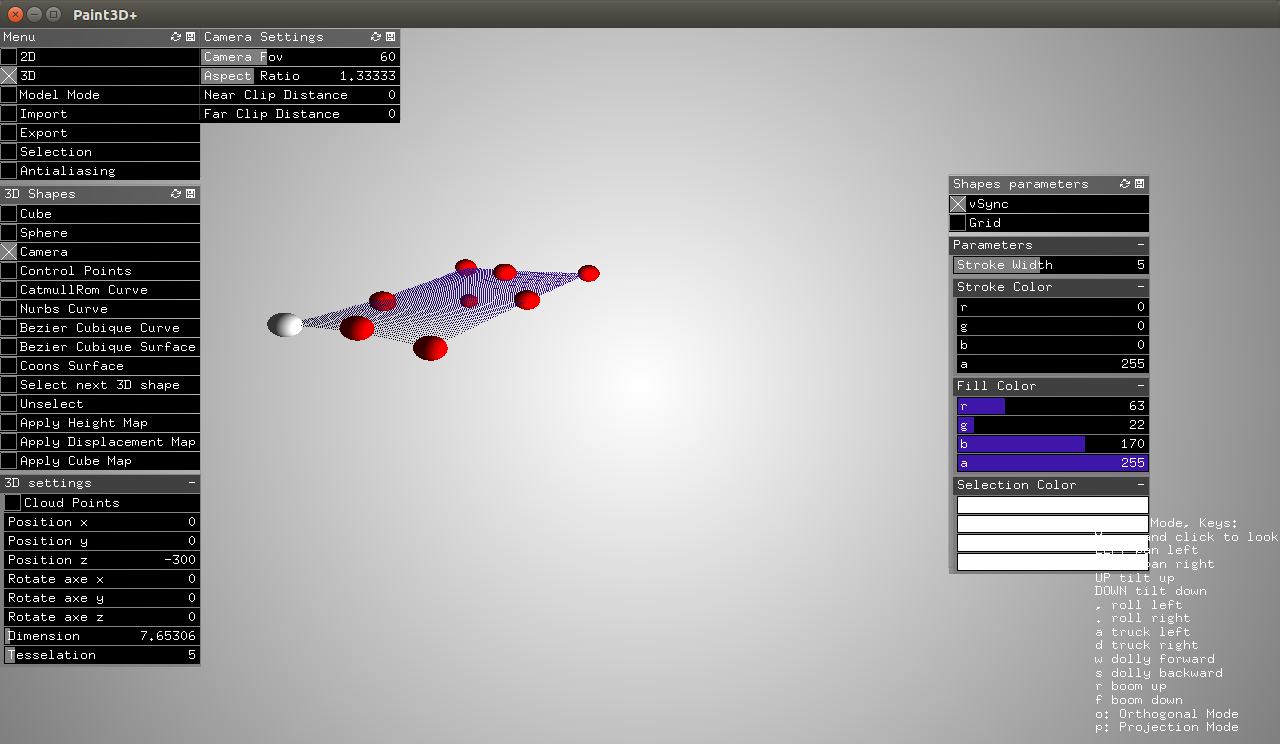 Paint3D+
Menu
2D
3D
Model Mode
Import
Export
Selection
Antialiasing
Camera Settings
Camera Fov 60
Aspect Ratio 1.33333
Near Clip Distance 0
Far Clip Distance 0
3D Shapes
Cube
Sphere
Camera
Control Points
CatmullRom Curve
Nurbs Curve
Bezier Cubique Curve
Bezier Cubique Surface
Coons Surface
Select next 3D shape
Unselect
Apply Height Map
Apply Displacement Map
Apply Cube Map
3D settings
Cloud Points
Position x 0
Position y 0
Position z -300
Rotate axe x 0
Rotate axe y 0
Rotate axe z 0
Dimension 7.65306
Tesselation 5
Shapes parameters
vSync
Grid
Parameters
Stroke Width 5
Stroke Color
r 0
g 0
b 0
a 255
Fill Color
r 63
g 22
b 170
a 255
Selection Color
Mode, Keys:
and click to look
LEFT pan left
pan right
UP tilt up
DOWN tilt down
, roll left
. roll right
a truck left
d truck right
w dolly forward
s dolly backward
r boom up
f boom down
o: Orthogonal Mode
p: Projection Mode